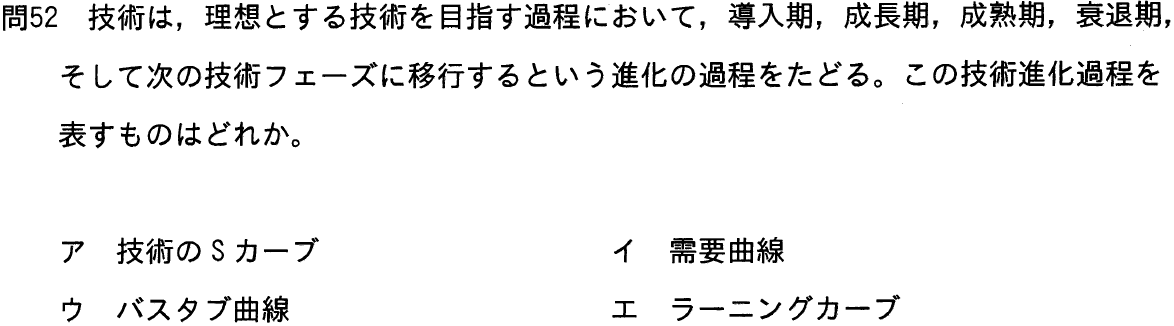 問52 技術は，理想とする技術を目指す過程において，導入期，成長期，成熟期，衰退期，
そして次の技術フェーズに移行するという進化の過程をたどる。この技術進化過程を
表すものはどれか。
ア 技術のSカーブ イ 需要曲線
ウ バスタブ曲線 エ ラーニングカーブ